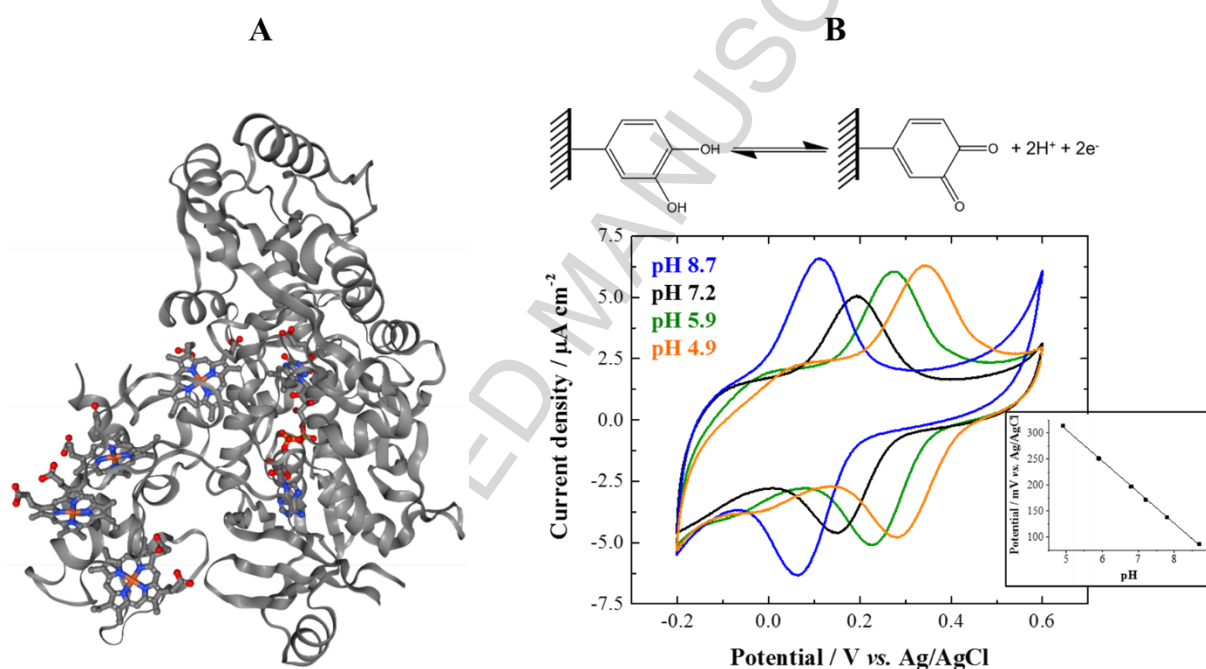 A
B
ED MANUSC
OH
OH
O
O
+ 2H⁺ + 2e⁻
7.5
5.0
2.5
0.0
-2.5
-5.0
-7.5
Current density / µA cm⁻²
pH 8.7
pH 7.2
pH 5.9
pH 4.9
-0.2
0.0
0.2
0.4
0.6
Potential / V vs. Ag/AgCl
300
250
200
150
100
Potential / mV vs. Ag/AgCl
5
6
7
8
pH